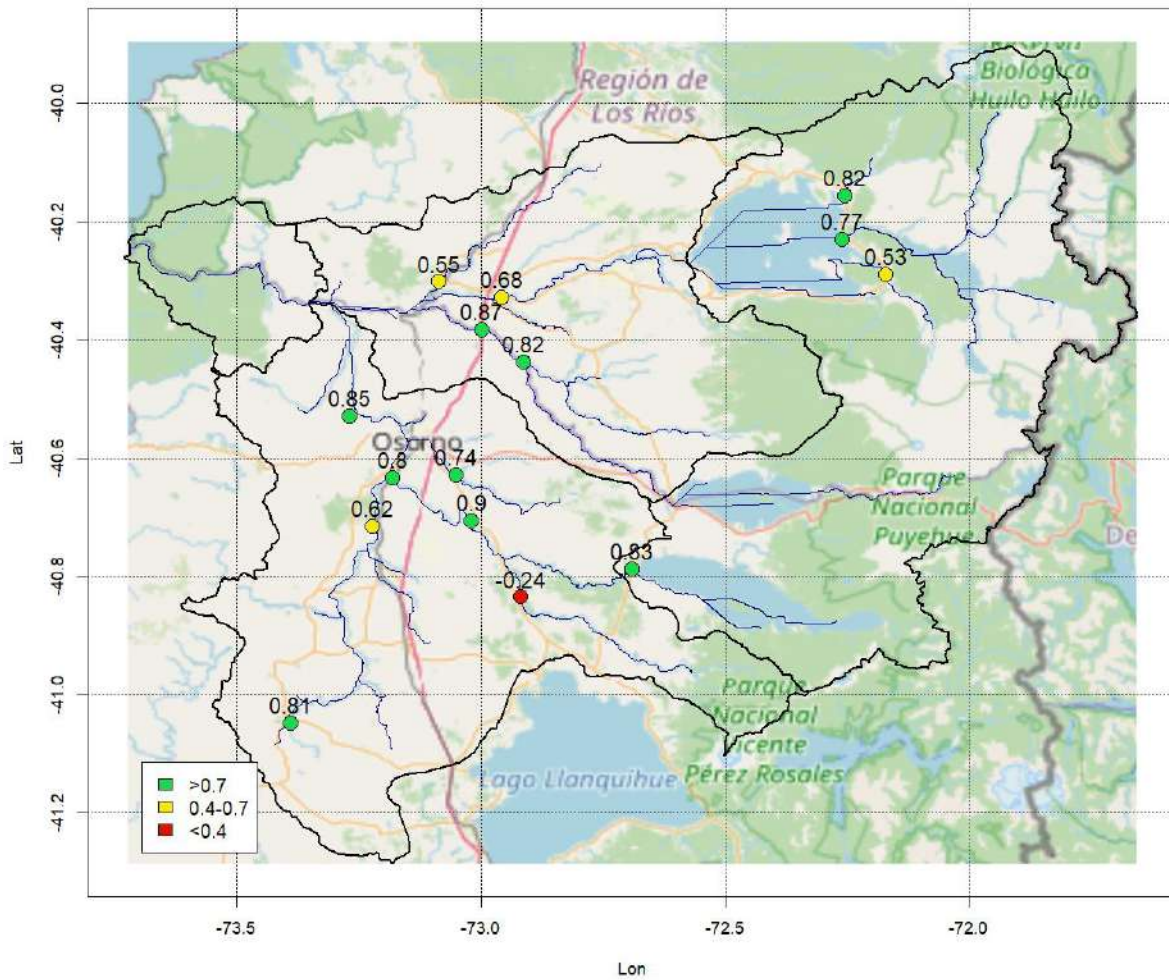 Biológica
Huilo Huilo
Región de
Los Ríos
-40.0
0.82
-40.2
0.77
0.53
0.55
0.68
0.87
-40.4
0.82
0.85
Osorno
-40.6
0.8
0.74
Parque
Nacional
Puyehue
De
0.62
0.9
0.83
-40.8
-0.24
Parque
Nacional
Vicente
Pérez Rosales
-41.0
0.81
Lago Llanquihue
>0.7
0.4-0.7
<0.4
-41.2
-73.5
-73.0
-72.5
-72.0
Lat
Lon